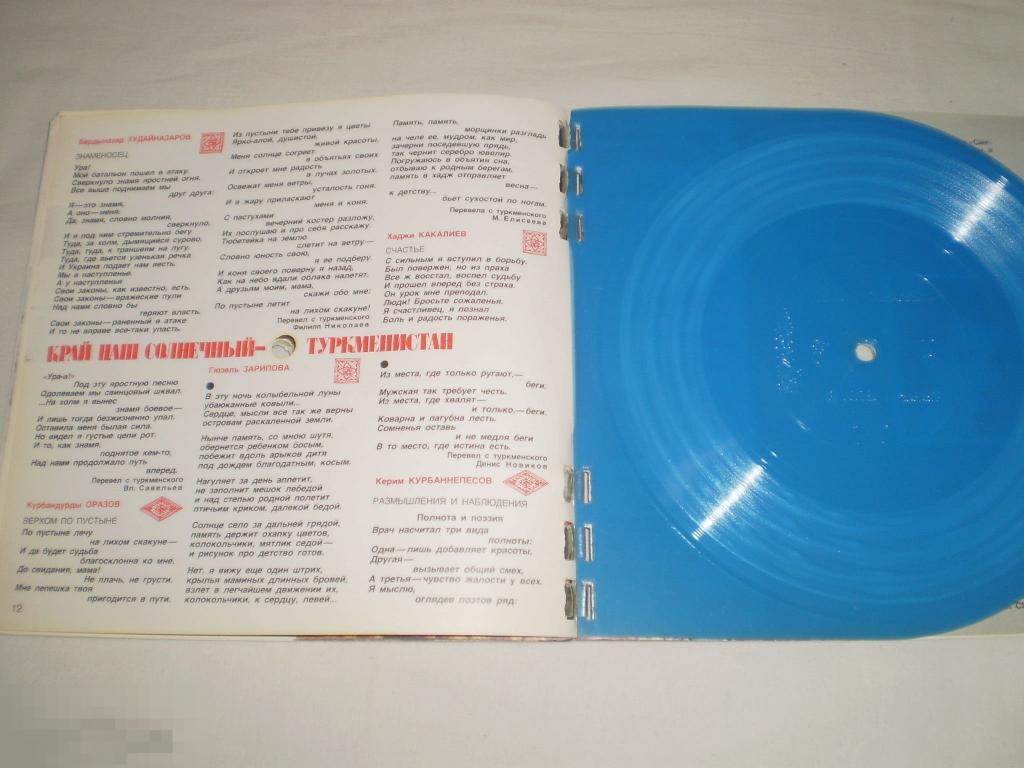 Бердыназар ХУДАЙНАЗАРОВ
ЗНАМЕНОСЕЦ
Ура!
Мой батальон пошел в атаку.
Сверкнуло знамя яростней огня.
Все выше поднимаем мы
друг друга:
Я—это знамя,
А оно—меня.
Да, знамя, словно молния,
сверкнуло,
И я под ним стремительно бегу
Туда, за холм, дымящийся сурово,
Туда, туда, к траншеям на лугу,
Туда, где вьется узенькая речка
И Украина подает нам весть.
Мы в наступленье.
А у наступленья
Свои законы, как известно, есть.
Свои законы—вражеские пули
Над нами словно бы
теряют власть.
Свои законы—раненный в атаке
И то не вправе все-таки упасть.
КРАЙ НАШ СОЛНЕЧНЫЙ— ТУРКМЕНИСТАН
«Ура-а!»
Под эту яростную песню
Одолеваем мы свинцовый шквал.
...На холм я вынес
знамя боевое—
И лишь тогда безжизненно упал.
Оставила меня былая сила.
Но видел я густые цепи рот.
И то, как знамя,
поднятое кем-то,
Над нами продолжало путь
вперед.
Перевел с туркменского
Вл. Савельев
Курбандурды ОРАЗОВ
ВЕРХОМ ПО ПУСТЫНЕ
По пустыне лечу
на лихом скакуне—
И да будет судьба
благосклонна ко мне.
До свидания, мама!
Не плачь, не грусти.
Мне лепешка твоя
пригодится в пути.
12
Из пустыни тебе привезу я цветы
Ярко-алой, душистой,
живой красоты.
Меня солнце согреет
в объятьях своих
И откроет мне радость
в лучах золотых.
Освежат меня ветры,
усталость гоня.
И в жару приласкают
меня и коня.
С пастухами
вечерний костер разложу,
Их послушаю и про себя расскажу.
Тюбетейка на землю
слетит на ветру—
Словно юность свою,
я ее подберу.
И коня своего поверну я назад,
Как на небо вдали облака налетят.
А друзьям моим, мама,
скажи обо мне:
По пустыне летит
на лихом скакуне!
Перевел с туркменского
Филипп Николаев
Гюзель ЗАРИПОВА
В эту ночь колыбельной луны
убаюканные ковыли...
Сердце, мысли все так же верны
островам раскаленной земли.
Нынче память, со мною шутя,
обернется ребенком босым,
побежит вдоль арыков дитя
под дождем благодатным, косым.
Нагуляет за день аппетит,
не заполнит мешок лебедой
и над степью родной полетит
птичьим криком, далекой бедой.
Солнце село за дальней грядой,
память держит охапку цветов,
колокольчики, мятлик седой—
и рисунок про детство готов.
Нет, я вижу еще один штрих,
крылья маминых длинных бровей,
взлет в легчайшем движении их,
колокольчики, к сердцу, левей...
Память, память,
морщинки разгладь
на челе ее, мудром, как мир,
зачерни поседевшую прядь,
так чернит серебро ювелир.
Погружаюсь в объятия сна,
отбываю к родным берегам,
память в хадж отправляет
весна—
к детству...
бьет сухостой по ногам.
Перевела с туркменского
М. Елисеева
Хаджи КАКАЛИЕВ
СЧАСТЬЕ
С сильным я вступил в борьбу.
Был повержен, но из праха
Все ж восстал, воспел судьбу
И прошел вперед без страха.
Он урок мне преподал.
Люди! Бросьте сожаленья.
Я счастливец, я познал
Боль и радость пораженья.
Из места, где только ругают,—
беги.
Мужская так требует честь.
Из места, где хвалят—
и только,—беги.
Коварна и пагубна лесть.
Сомненья оставь
и не медля беги
В то место, где истина есть.
Перевел с туркменского
Денис Новиков
Керим КУРБАННЕПЕСОВ
РАЗМЫШЛЕНИЯ И НАБЛЮДЕНИЯ
Полнота и поэзия
Врач насчитал три вида
полноты:
Одна—лишь добавляет красоты,
Другая—
вызывает общий смех,
А третья—чувство жалости у всех.
Я мыслю,
оглядев поэтов ряд: